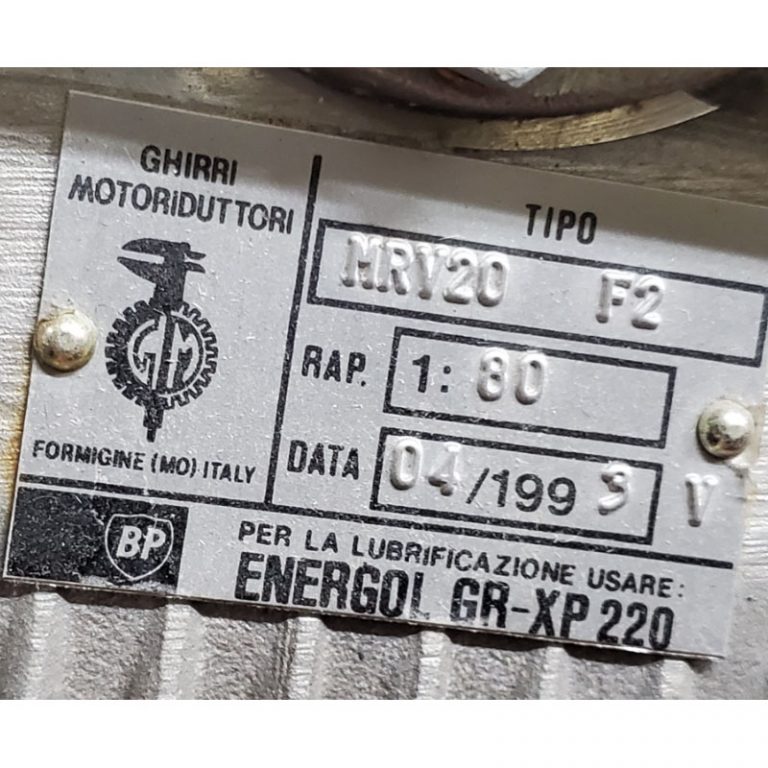 GHIRRI
MOTORIDUTTORI
GM
FORMIGINE (MO) ITALY
TIPO
MRV20 F2
RAP. 1: 80
DATA 04/1993 V
BP
PER LA LUBRIFICAZIONE USARE:
ENERGOL GR-XP 220